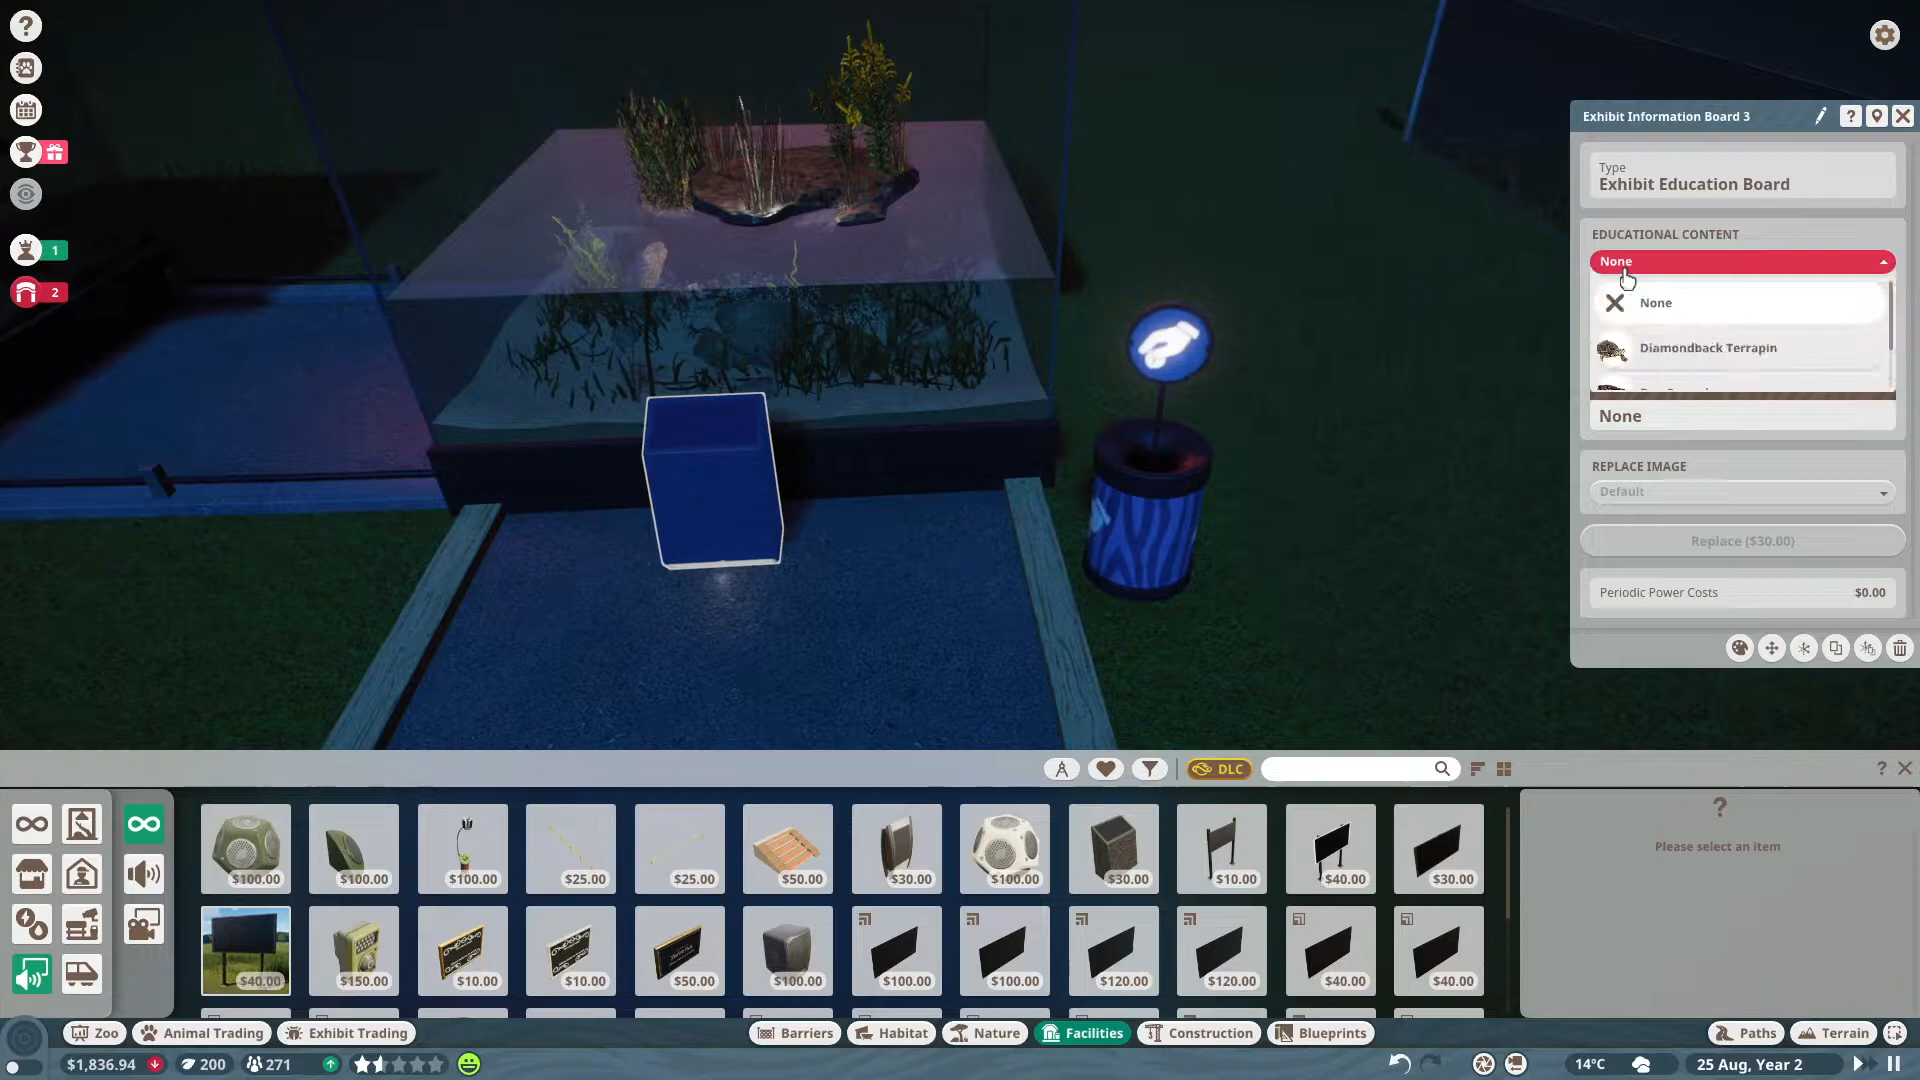 Exhibit Information Board 3
Type
Exhibit Education Board
EDUCATIONAL CONTENT
None
None
Diamondback Terrapin
None
REPLACE IMAGE
Default
Replace ($30.00)
Periodic Power Costs $0.00
1
2
DLC
$100.00 $100.00 $100.00 $25.00 $25.00 $50.00 $30.00 $100.00 $30.00 $10.00 $40.00 $30.00
$40.00 $150.00 $10.00 $10.00 $50.00 $100.00 $100.00 $100.00 $120.00 $120.00 $40.00 $40.00
Please select an item
Zoo Animal Trading Exhibit Trading Barriers Habitat Nature Facilities Construction Blueprints Paths Terrain
$1,836.94 200 271 14°C 25 Aug, Year 2